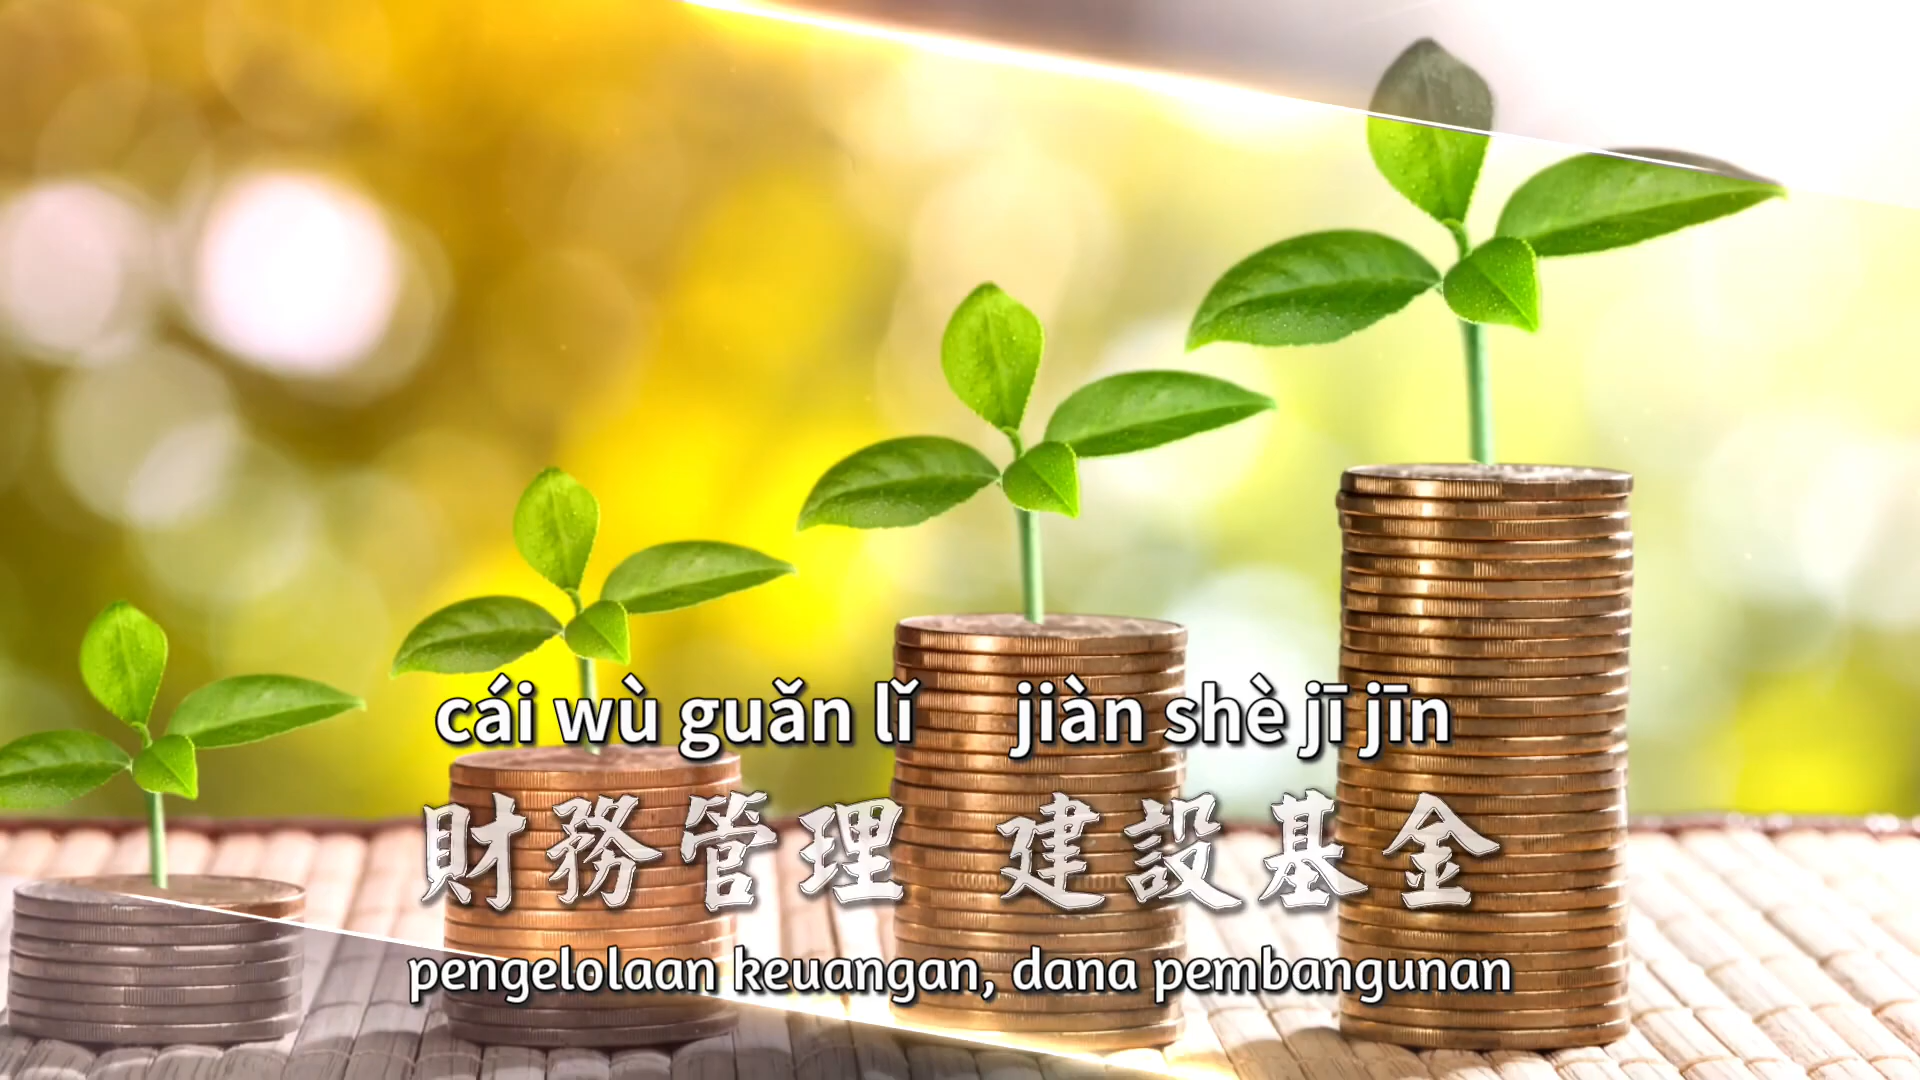 cái wù guǎn lǐ jiàn shè jī jīn
財務管理 建設基金
pengelolaan keuangan, dana pembangunan